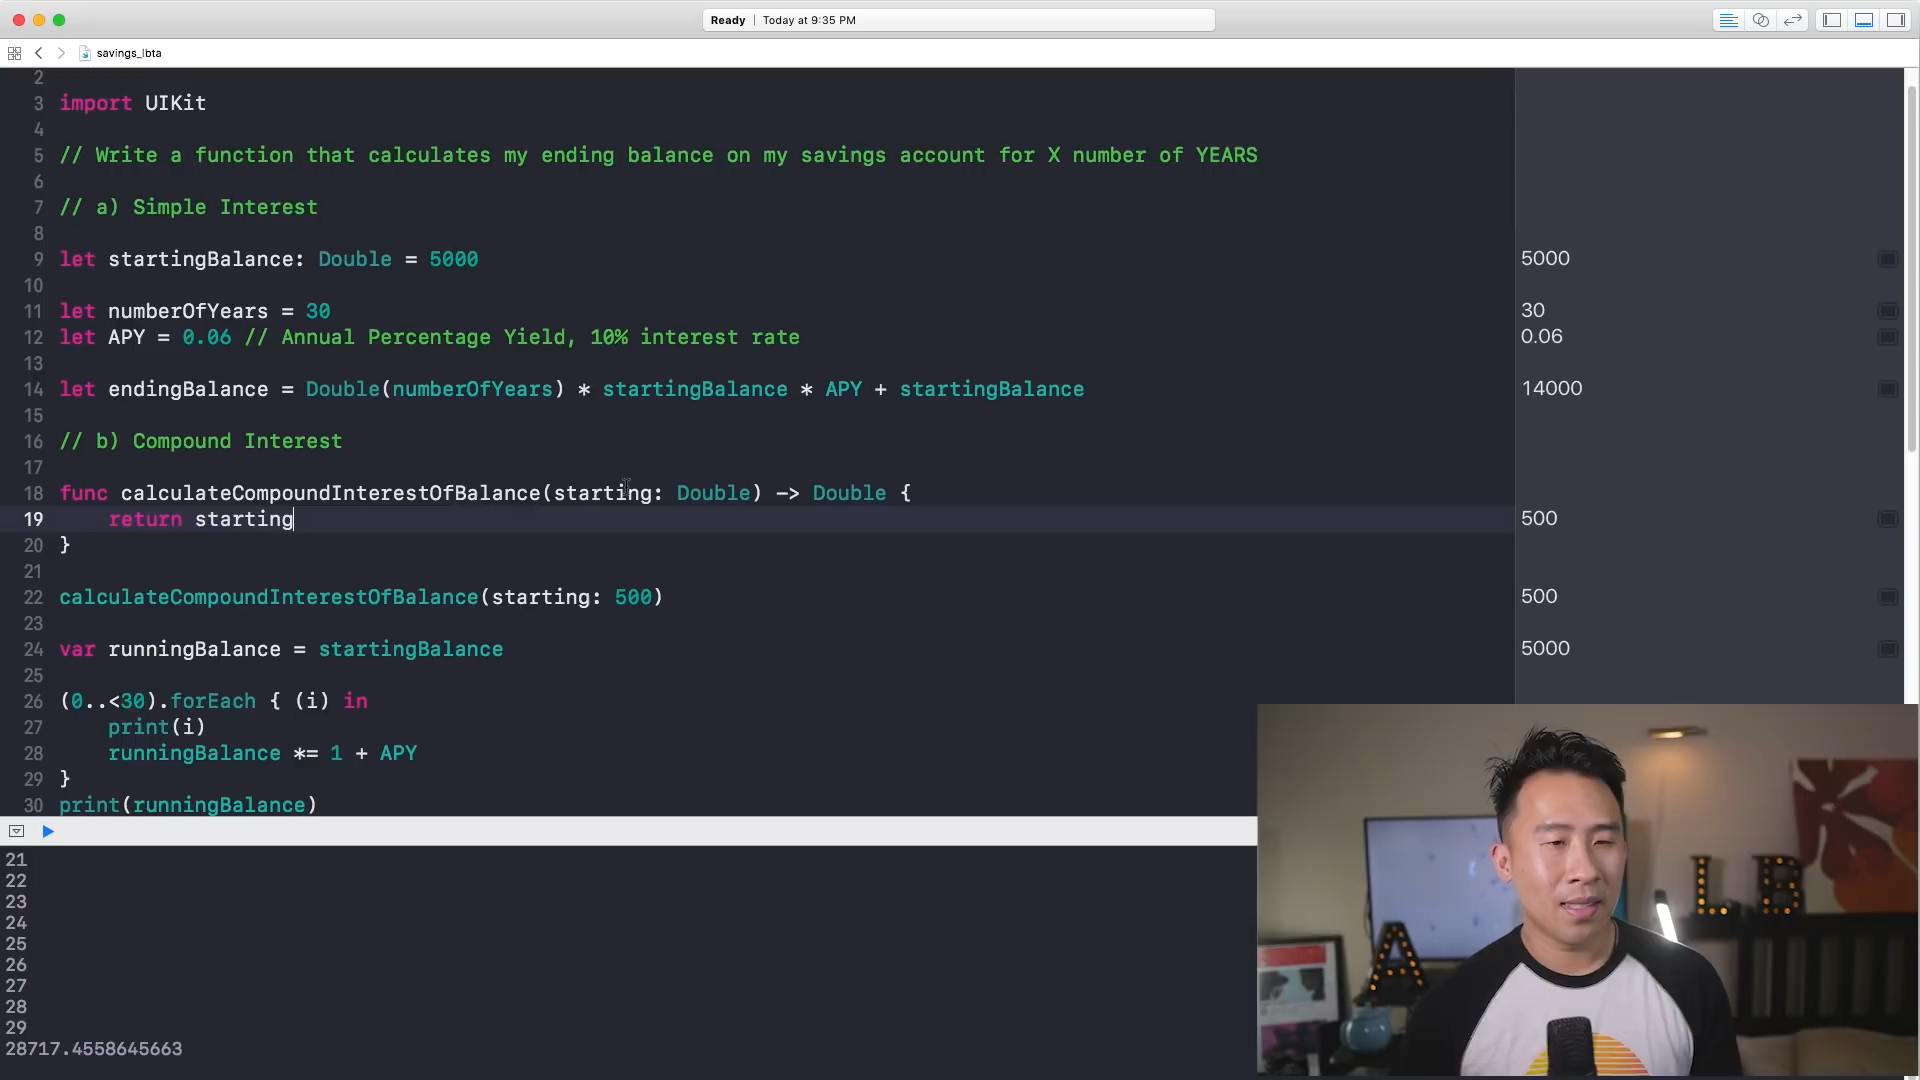 Ready | Today at 9:35 PM
savings_lbta
2
3 import UIKit
4
5 // Write a function that calculates my ending balance on my savings account for X number of YEARS
6
7 // a) Simple Interest
8
9 let startingBalance: Double = 5000 5000
10
11 let numberOfYears = 30 30
12 let APY = 0.06 // Annual Percentage Yield, 10% interest rate 0.06
13
14 let endingBalance = Double(numberOfYears) * startingBalance * APY + startingBalance 14000
15
16 // b) Compound Interest
17
18 func calculateCompoundInterestOfBalance(starting: Double) -> Double {
19 return starting 500
20 }
21
22 calculateCompoundInterestOfBalance(starting: 500) 500
23
24 var runningBalance = startingBalance 5000
25
26 (0..<30).forEach { (i) in
27 print(i)
28 runningBalance *= 1 + APY
29 }
30 print(runningBalance)
21
22
23
24
25
26
27
28
29
28717.4558645663
L B
A